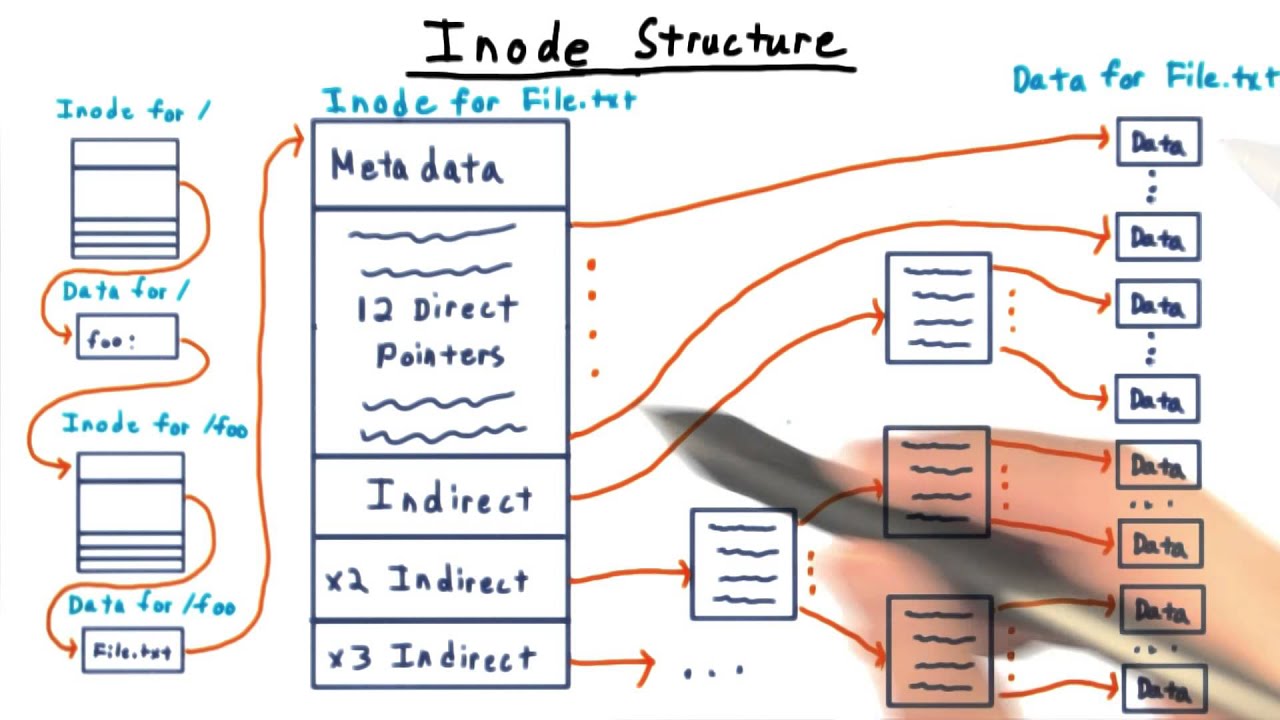 Inode Structure
Inode for /
Data for /
foo:
Inode for /foo
Data for /foo
File.txt
Inode for File.txt
Meta data
12 Direct
Pointers
Indirect
x2 Indirect
x3 Indirect
...
Data for File.txt
Data
Data
Data
Data
Data
...
Data
Data
...
Data